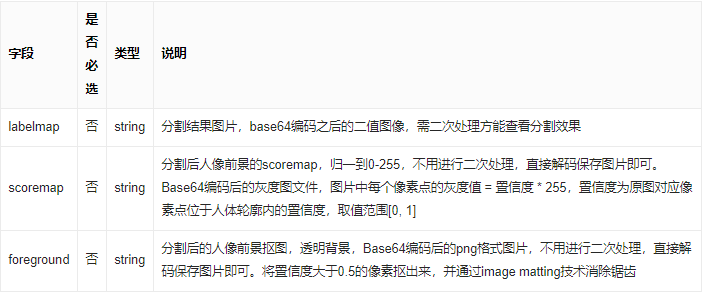 字段 是否必选 类型 说明
labelmap 否 string 分割结果图片，base64编码之后的二值图像，需二次处理方能查看分割效果
scoremap 否 string 分割后人像前景的scoremap，归一到0-255，不用进行二次处理，直接解码保存图片即可。
Base64编码后的灰度图文件，图片中每个像素点的灰度值 = 置信度 * 255，置信度为原图对应像
素点位于人体轮廓内的置信度，取值范围[0, 1]
foreground 否 string 分割后的人像前景抠图，透明背景，Base64编码后的png格式图片，不用进行二次处理，直接解
码保存图片即可。将置信度大于0.5的像素抠出来，并通过image matting技术消除锯齿